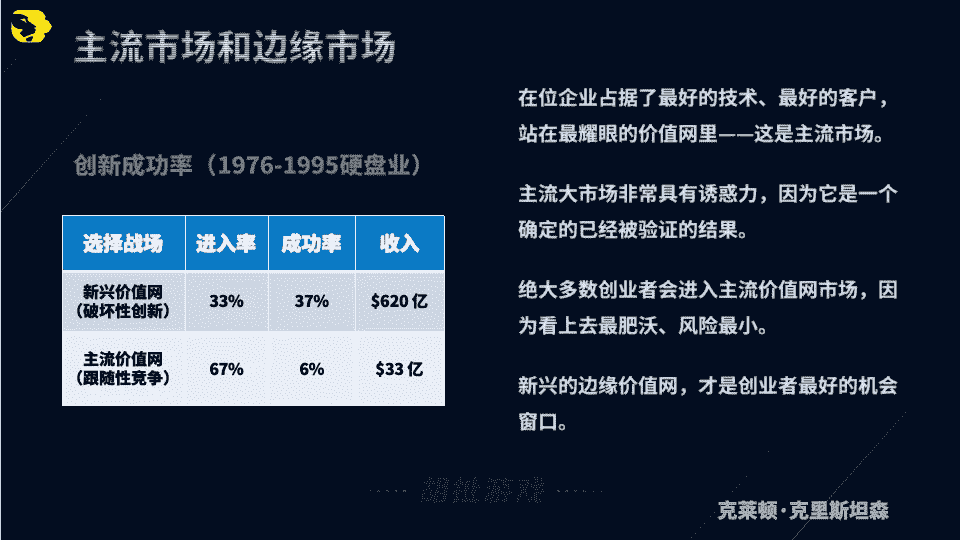 主流市场和边缘市场
创新成功率（1976-1995硬盘业）
选择战场 进入率 成功率 收入
新兴价值网
（破坏性创新） 33% 37% $620 亿
主流价值网
（跟随性竞争） 67% 6% $33 亿
在位企业占据了最好的技术、最好的客户，
站在最耀眼的价值网里——这是主流市场。
主流大市场非常具有诱惑力，因为它是一个
确定的已经被验证的结果。
绝大多数创业者会进入主流价值网市场，因
为看上去最肥沃、风险最小。
新兴的边缘价值网，才是创业者最好的机会
窗口。
胡扯游戏
克莱顿·克里斯坦森